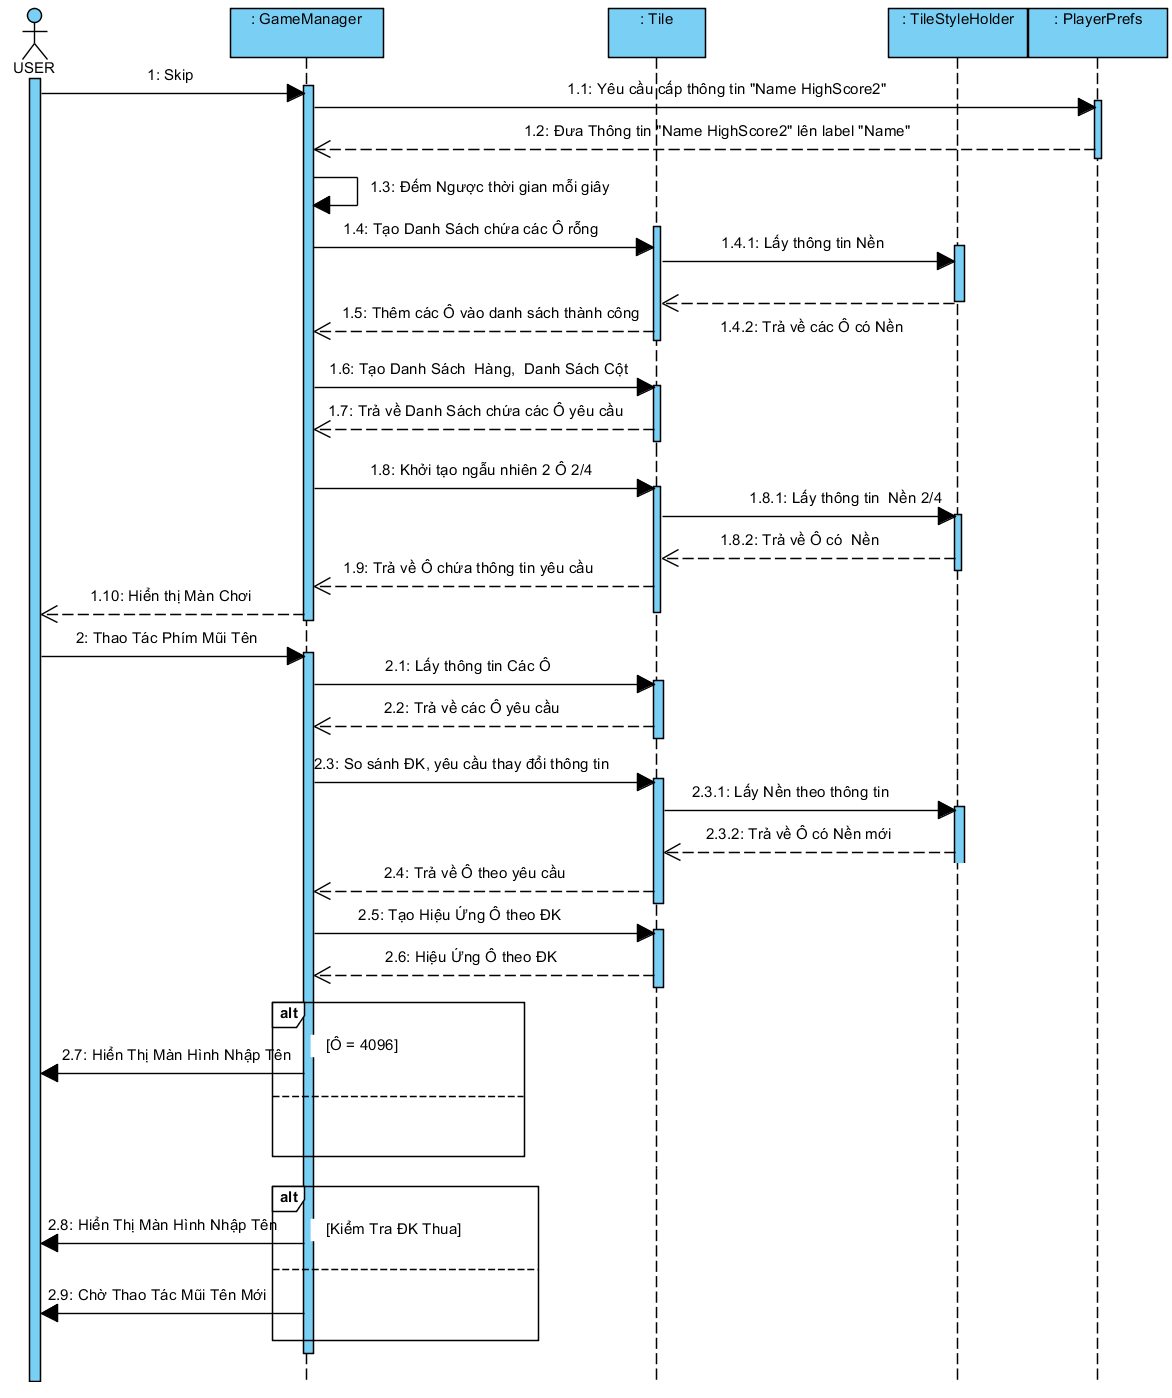 USER
: GameManager
: Tile
: TileStyleHolder
: PlayerPrefs
1: Skip
1.1: Yêu cầu cấp thông tin "Name HighScore2"
1.2: Đưa Thông tin "Name HighScore2" lên label "Name"
1.3: Đếm Ngược thời gian mỗi giây
1.4: Tạo Danh Sách chứa các Ô rỗng
1.4.1: Lấy thông tin Nền
1.5: Thêm các Ô vào danh sách thành công
1.4.2: Trả về các Ô có Nền
1.6: Tạo Danh Sách  Hàng,  Danh Sách Cột
1.7: Trả về Danh Sách chứa các Ô yêu cầu
1.8: Khởi tạo ngẫu nhiên 2 Ô 2/4
1.8.1: Lấy thông tin  Nền 2/4
1.8.2: Trả về Ô có  Nền
1.9: Trả về Ô chứa thông tin yêu cầu
1.10: Hiển thị Màn Chơi
2: Thao Tác Phím Mũi Tên
2.1: Lấy thông tin Các Ô
2.2: Trả về các Ô yêu cầu
2.3: So sánh ĐK, yêu cầu thay đổi thông tin
2.3.1: Lấy Nền theo thông tin
2.3.2: Trả về Ô có Nền mới
2.4: Trả về Ô theo yêu cầu
2.5: Tạo Hiệu Ứng Ô theo ĐK
2.6: Hiệu Ứng Ô theo ĐK
alt
[Ô = 4096]
2.7: Hiển Thị Màn Hình Nhập Tên
alt
2.8: Hiển Thị Màn Hình Nhập Tên
[Kiểm Tra ĐK Thua]
2.9: Chờ Thao Tác Mũi Tên Mới